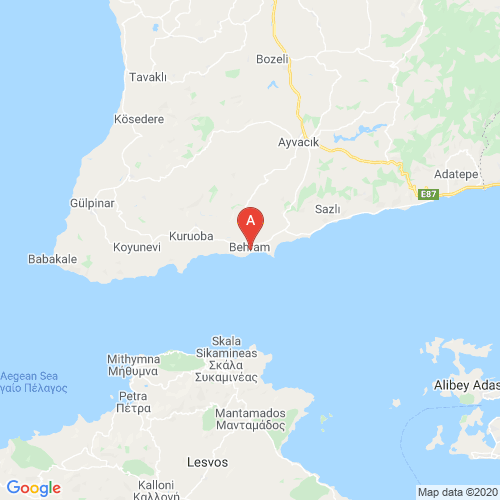 Bozeli
Tavaklı
Kösedere
Ayvacık
Adatepe
E87
Gülpinar
Sazlı
A
Kuruoba
Koyunevi
Behram
Babakale
Skala
Sikamineas
Σκάλα
Συκαμινέας
Mithymna
Μήθυμνα
Aegean Sea
γαίο Πέλαγος
Alibey Adas
Petra
Πέτρα
Mantamados
Μανταμάδος
Lesvos
Kalloni
Καλλονή
Google
Map data ©2020